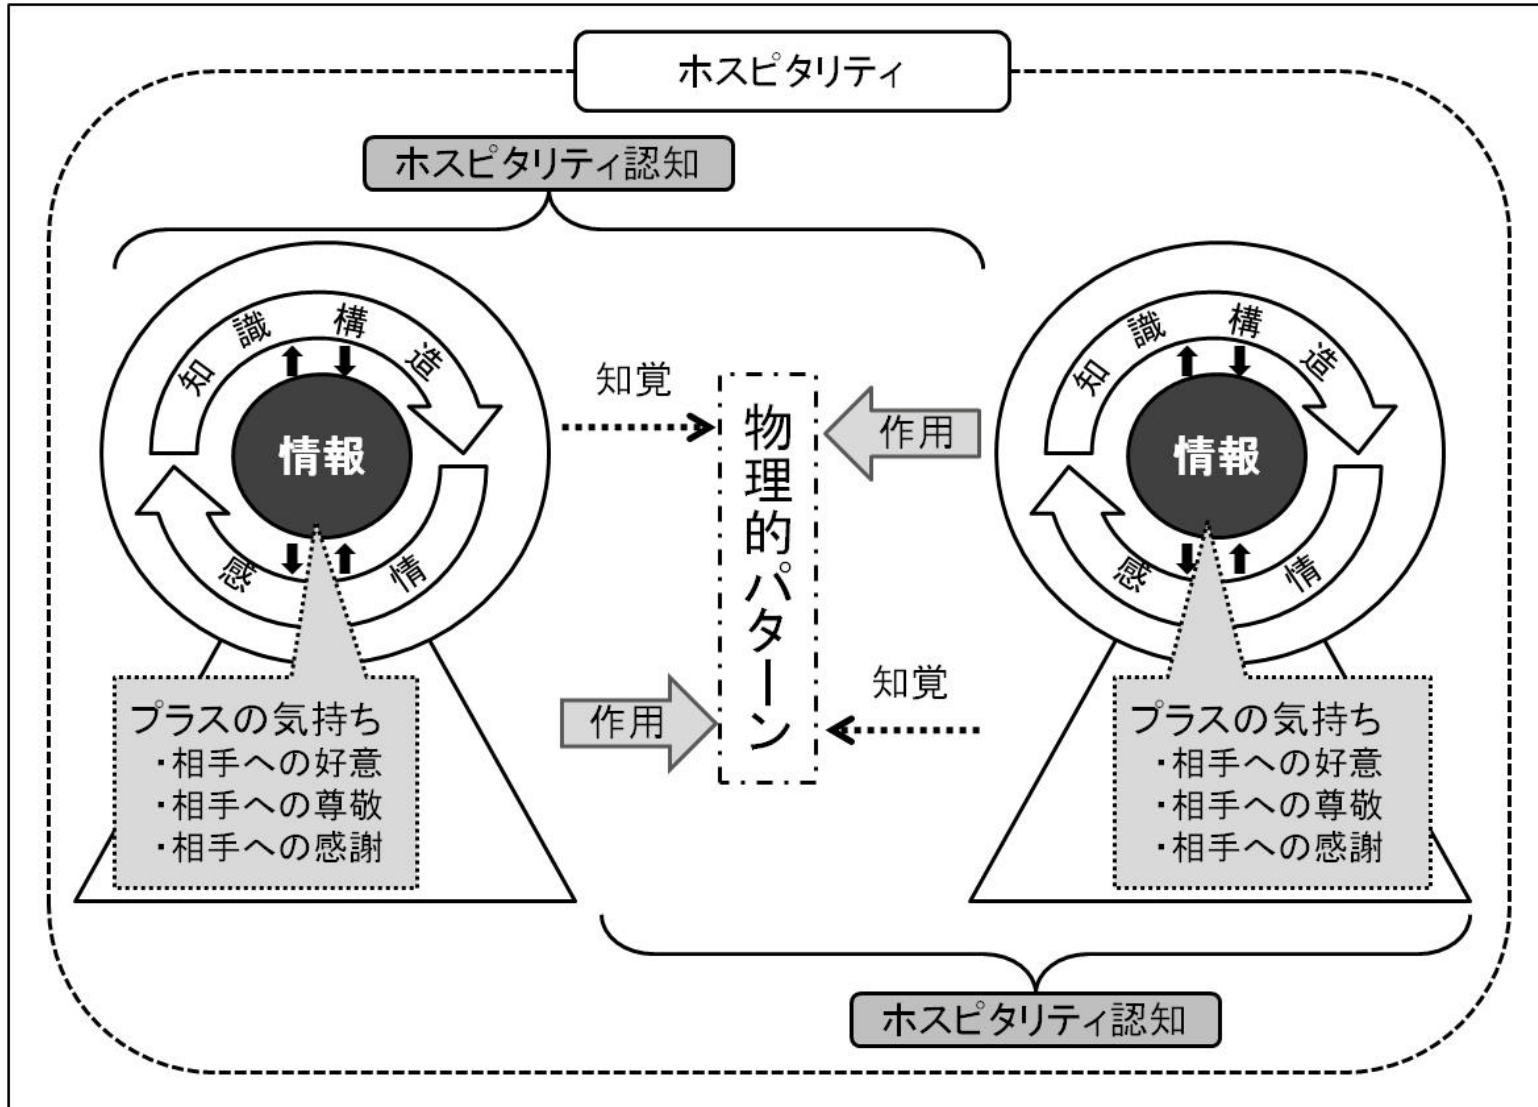 ホスピタリティ
ホスピタリティ認知
知識構造
情報
感情
プラスの気持ち
・相手への好意
・相手への尊敬
・相手への感謝
知覚
作用
物理的パターン
作用
知覚
知識構造
情報
感情
プラスの気持ち
・相手への好意
・相手への尊敬
・相手への感謝
ホスピタリティ認知